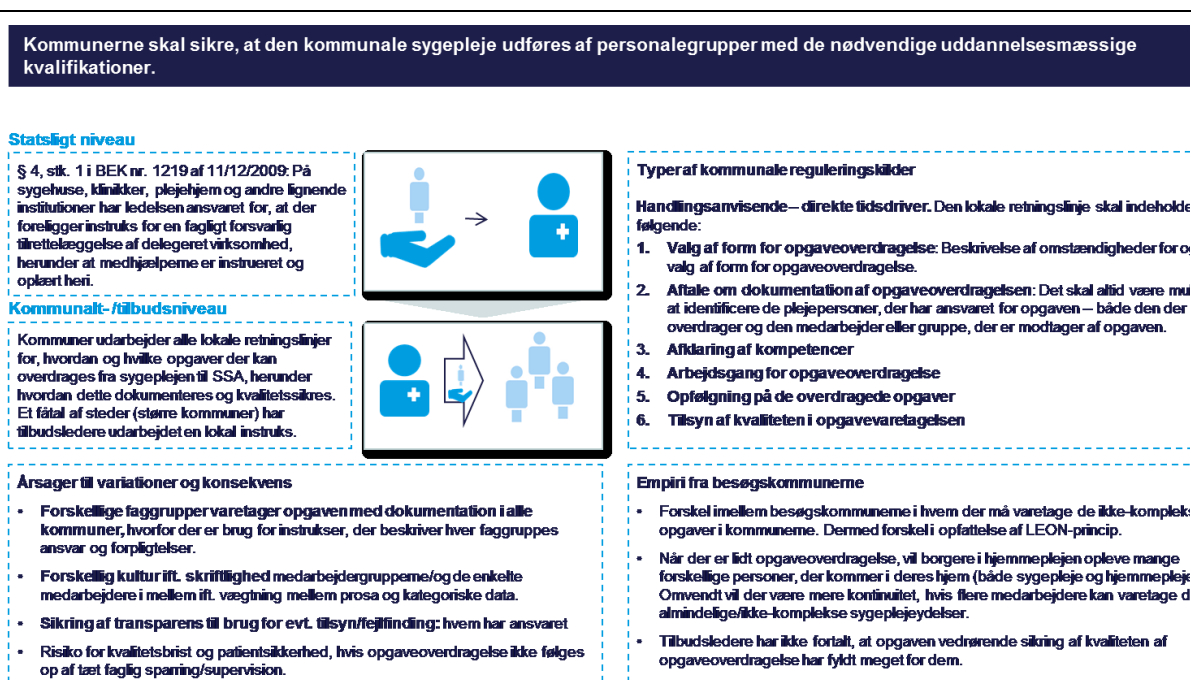 Kommunerne skal sikre, at den kommunale sygepleje udføres af personalegrupper med de nødvendige uddannelsesmæssige
kvalifikationer.
Statsligt niveau
§ 4, stk. 1 i BEK nr. 1219 af 11/12/2009: På
sygehuse, klinikker, plejehjem og andre lignende
institutioner har ledelsen ansvaret for, at der
foreligger instruks for en fagligt forsvarlig
tilrettelæggelse af delegeret virksomhed,
herunder at medhjælperne er instrueret og
oplært heri.
Kommunalt- /tilbudsniveau
Kommuner udarbejder alle lokale retningslinjer
for, hvordan og hvilke opgaver der kan
overdrages fra sygeplejen til SSA, herunder
hvordan dette dokumenteres og kvalitetssikres.
Et fåtal af steder (større kommuner) har
tilbudsledere udarbejdet en lokal instruks.
Typer af kommunale reguleringskilder
Handlingsanvisende – direkte tidsdriver. Den lokale retningslinje skal
følgende:
1. Valg af form for opgaveoverdragelse: Beskrivelse af omstændigheder for
valg af form for opgaveoverdragelse.
2. Aftale om dokumentation af opgaveoverdragelsen: Det skal altid være
at identificere de plejepersoner, der har ansvaret for opgaven – både den der
overdrager og den medarbejder eller gruppe, der er modtager af opgaven.
3. Afklaring af kompetencer
4. Arbejdsgang for opgaveoverdragelse
5. Opfølgning på de overdragede opgaver
6. Tilsyn af kvaliteten i opgavevaretagelsen
Årsager til variationer og konsekvens
• Forskellige faggrupper varetager opgaven med dokumentation i alle
kommuner, hvorfor der er brug for instrukser, der beskriver hver faggruppes
ansvar og forpligtelser.
• Forskellig kultur ift. skriftlighed medarbejdergrupperne/og de enkelte
medarbejdere i mellem ift. vægtning mellem prosa og kategoriske data.
• Sikring af transparens til brug for evt. tilsyn/fejlfinding: hvem har ansvaret
• Risiko for kvalitetsbrist og patientsikkerhed, hvis opgaveoverdragelse ikke følges
op af tæt faglig sparring/supervision.
Empiri fra besøgskommunerne
• Forskel imellem besøgskommunerne i hvem der må varetage de
opgaver i kommunerne. Dermed forskel i opfattelse af LEON-princip.
• Når der er lidt opgaveoverdragelse, vil borgere i hjemmeplejen opleve mange
forskellige personer, der kommer i deres hjem (både sygepleje og
Omvendt vil der være mere kontinuitet, hvis flere medarbejdere kan varetage
almindelige/ikke-komplekse sygeplejeydelser.
• Tilbudsledere har ikke fortalt, at opgaven vedrørende sikring af kvaliteten af
opgaveoverdragelse har fyldt meget for dem.